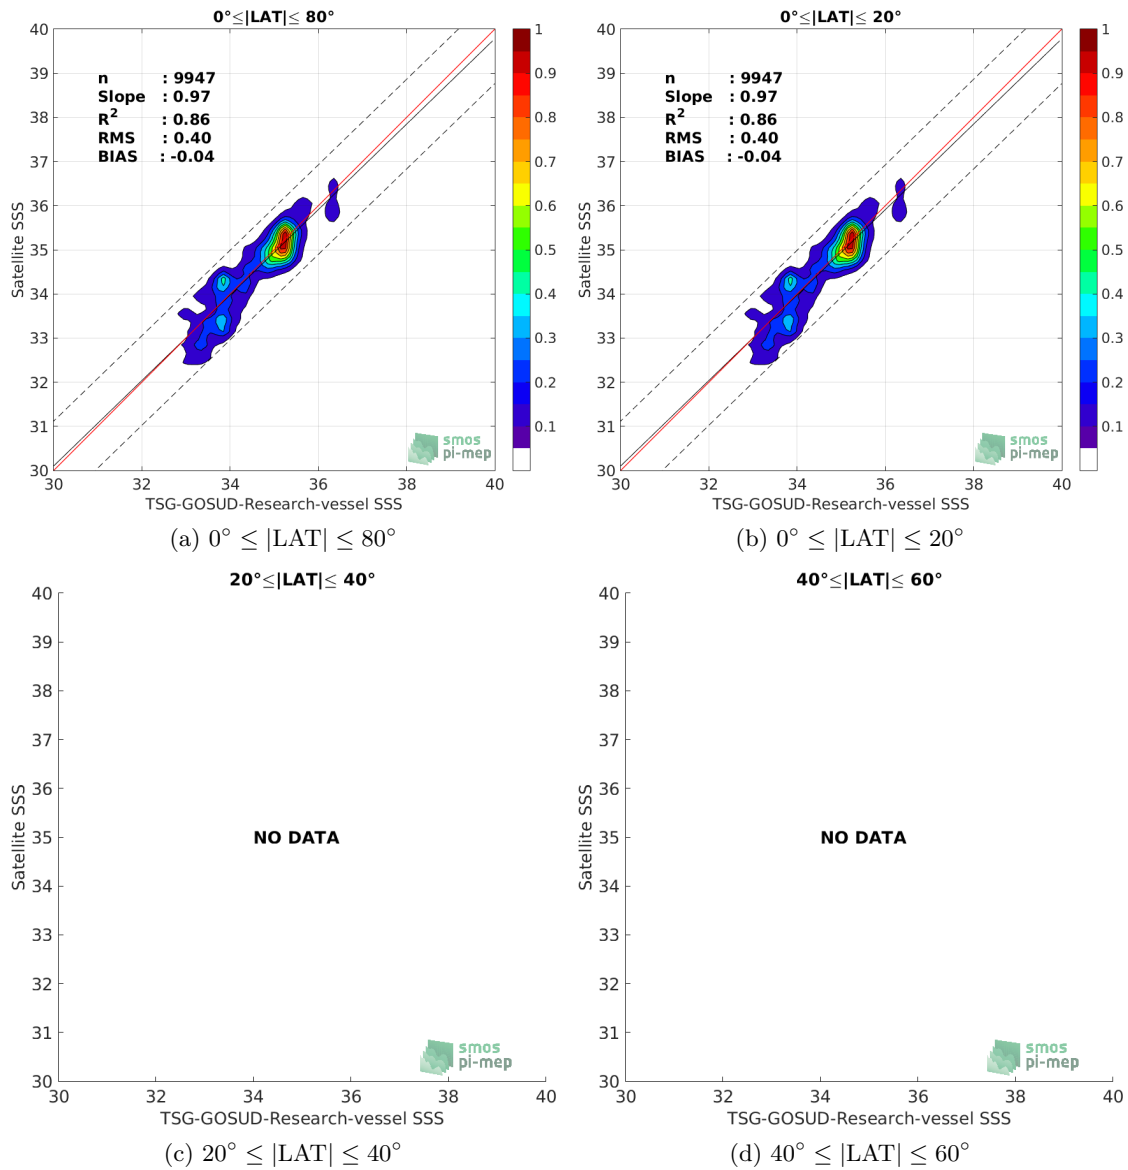 0°≤|LAT|≤ 80°
40
39
38
37
36
35
34
33
32
31
30
Satellite SSS
n : 9947
Slope : 0.97
R² : 0.86
RMS : 0.40
BIAS : -0.04
1
0.9
0.8
0.7
0.6
0.5
0.4
0.3
0.2
0.1
smos
pi-mep
30 32 34 36 38 40
TSG-GOSUD-Research-vessel SSS
(a) 0° ≤ |LAT| ≤ 80°
0°≤|LAT|≤ 20°
40
39
38
37
36
35
34
33
32
31
30
Satellite SSS
n : 9947
Slope : 0.97
R² : 0.86
RMS : 0.40
BIAS : -0.04
1
0.9
0.8
0.7
0.6
0.5
0.4
0.3
0.2
0.1
smos
pi-mep
30 32 34 36 38 40
TSG-GOSUD-Research-vessel SSS
(b) 0° ≤ |LAT| ≤ 20°
20°≤|LAT|≤ 40°
40
39
38
37
36
35
34
33
32
31
30
Satellite SSS
NO DATA
smos
pi-mep
30 32 34 36 38 40
TSG-GOSUD-Research-vessel SSS
(c) 20° ≤ |LAT| ≤ 40°
40°≤|LAT|≤ 60°
40
39
38
37
36
35
34
33
32
31
30
Satellite SSS
NO DATA
smos
pi-mep
30 32 34 36 38 40
TSG-GOSUD-Research-vessel SSS
(d) 40° ≤ |LAT| ≤ 60°